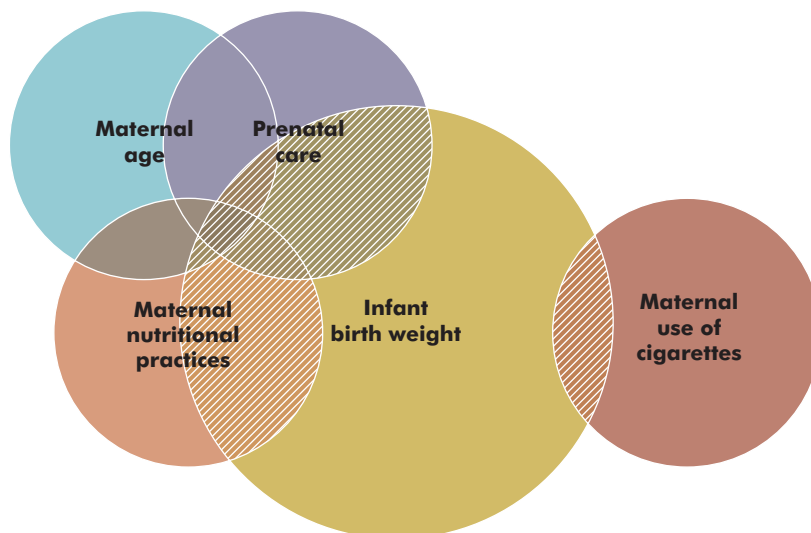 Maternal
age
Prenatal
care
Maternal
nutritional
practices
Infant
birth weight
Maternal
use of
cigarettes